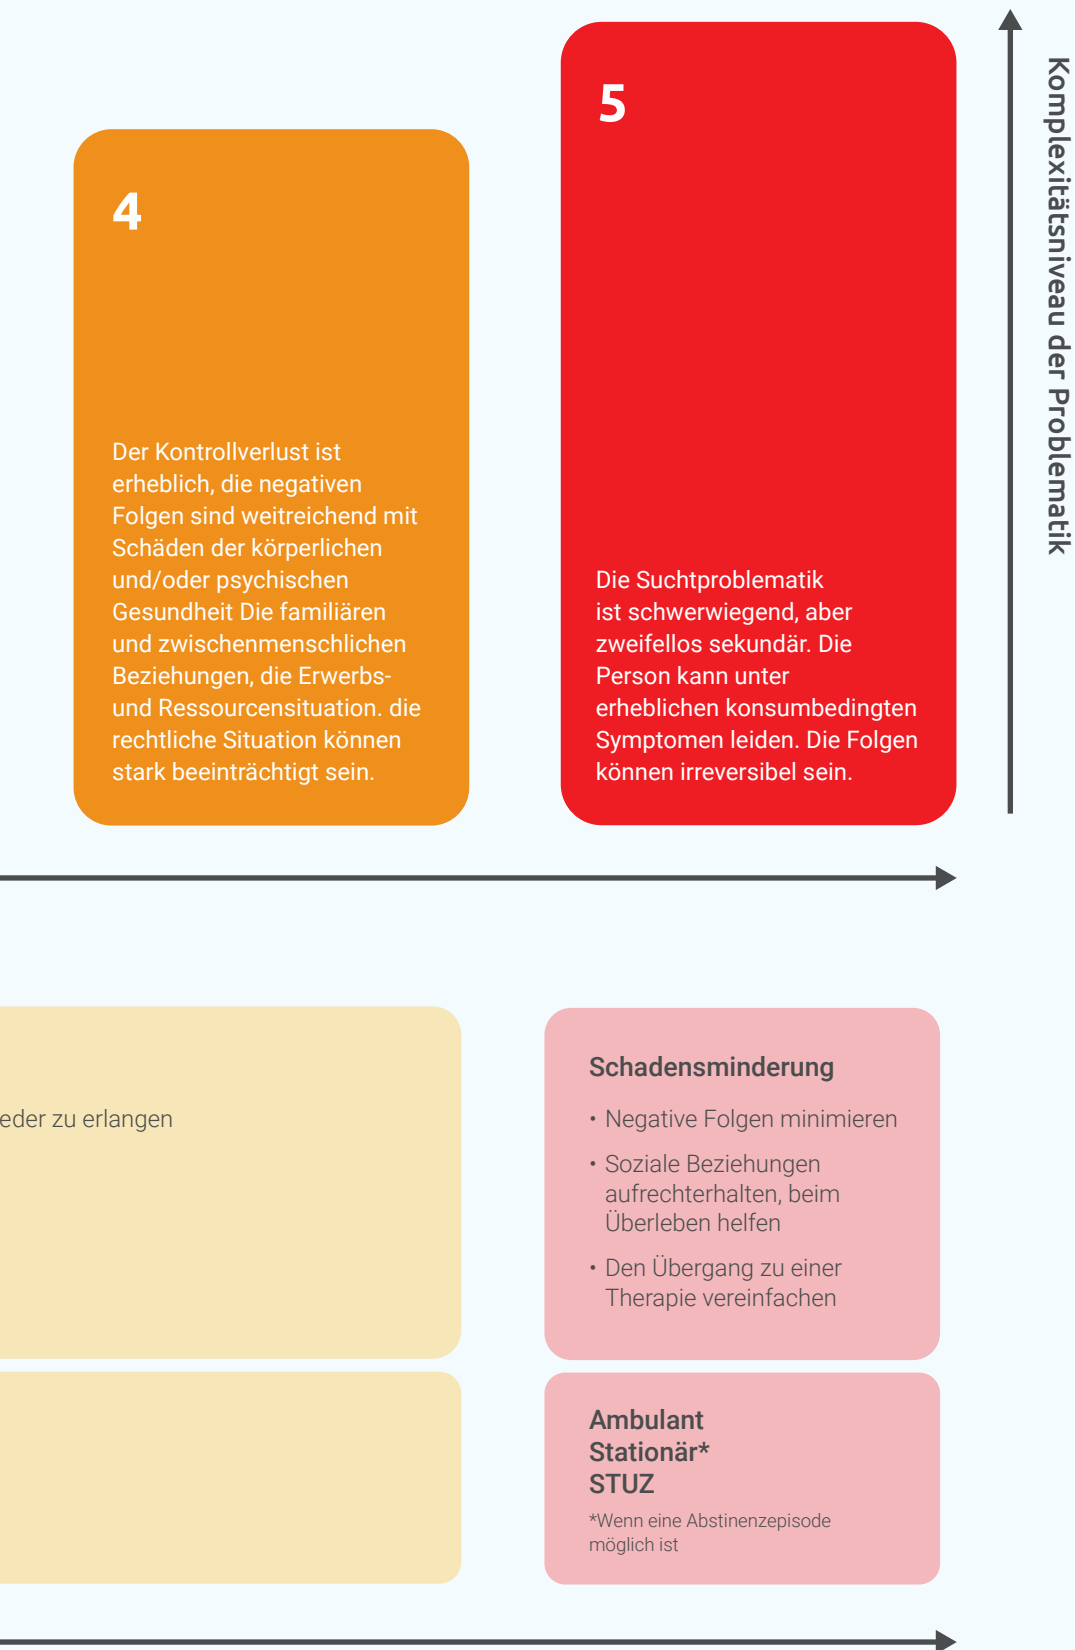 4
Der Kontrollverlust ist
erheblich, die negativen
Folgen sind weitreichend mit
Schäden der körperlichen
und/oder psychischen
Gesundheit Die familiären
und zwischenmenschlichen
Beziehungen, die Erwerbs-
und Ressourcensituation. die
rechtliche Situation können
stark beeinträchtigt sein.
5
Die Suchtproblematik
ist schwerwiegend, aber
zweifellos sekundär. Die
Person kann unter
erheblichen konsumbedingten
Symptomen leiden. Die Folgen
können irreversibel sein.
Komplexitätsniveau der Problematik
eder zu erlangen
Schadensminderung
• Negative Folgen minimieren
• Soziale Beziehungen
aufrechterhalten, beim
Überleben helfen
• Den Übergang zu einer
Therapie vereinfachen
Ambulant
Stationär*
STUZ
*Wenn eine Abstinenzepisode
möglich ist